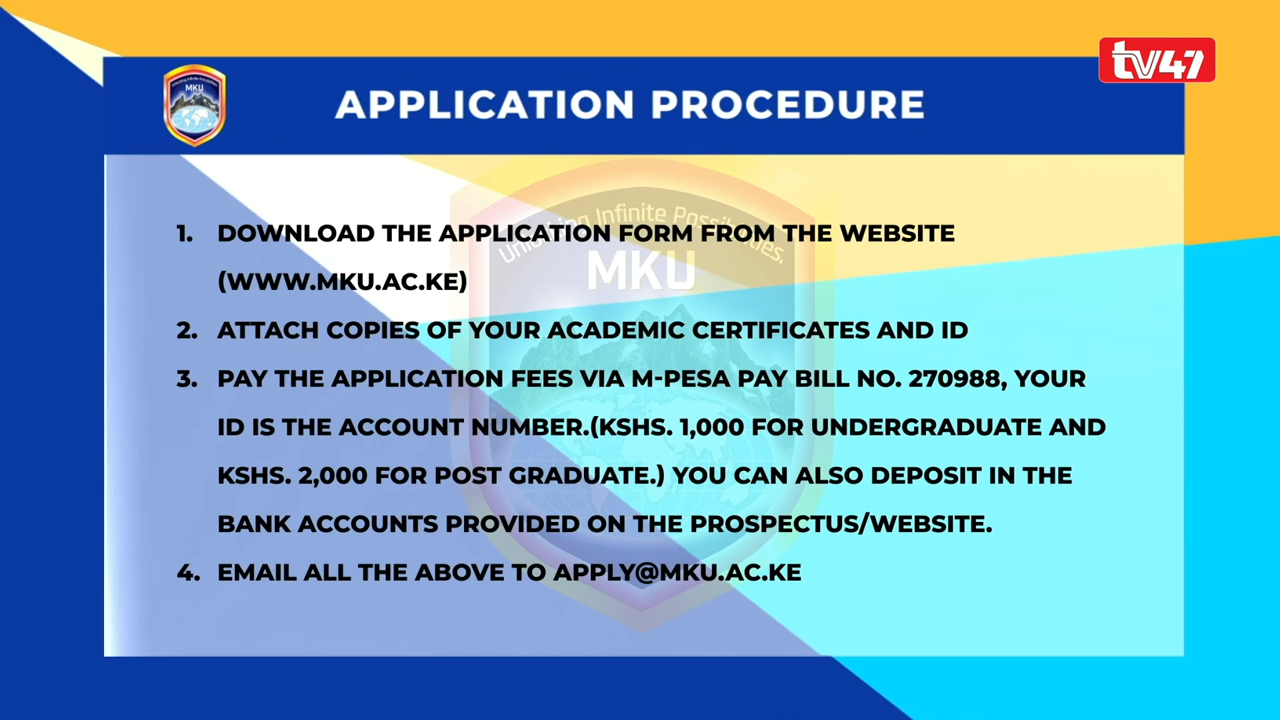 tv47
MKU
APPLICATION PROCEDURE
Unlocking Infinite Possibilities.
MKU
1. DOWNLOAD THE APPLICATION FORM FROM THE WEBSITE
(WWW.MKU.AC.KE)
2. ATTACH COPIES OF YOUR ACADEMIC CERTIFICATES AND ID
3. PAY THE APPLICATION FEES VIA M-PESA PAY BILL NO. 270988, YOUR
ID IS THE ACCOUNT NUMBER.(KSHS. 1,000 FOR UNDERGRADUATE AND
KSHS. 2,000 FOR POST GRADUATE.) YOU CAN ALSO DEPOSIT IN THE
BANK ACCOUNTS PROVIDED ON THE PROSPECTUS/WEBSITE.
4. EMAIL ALL THE ABOVE TO APPLY@MKU.AC.KE